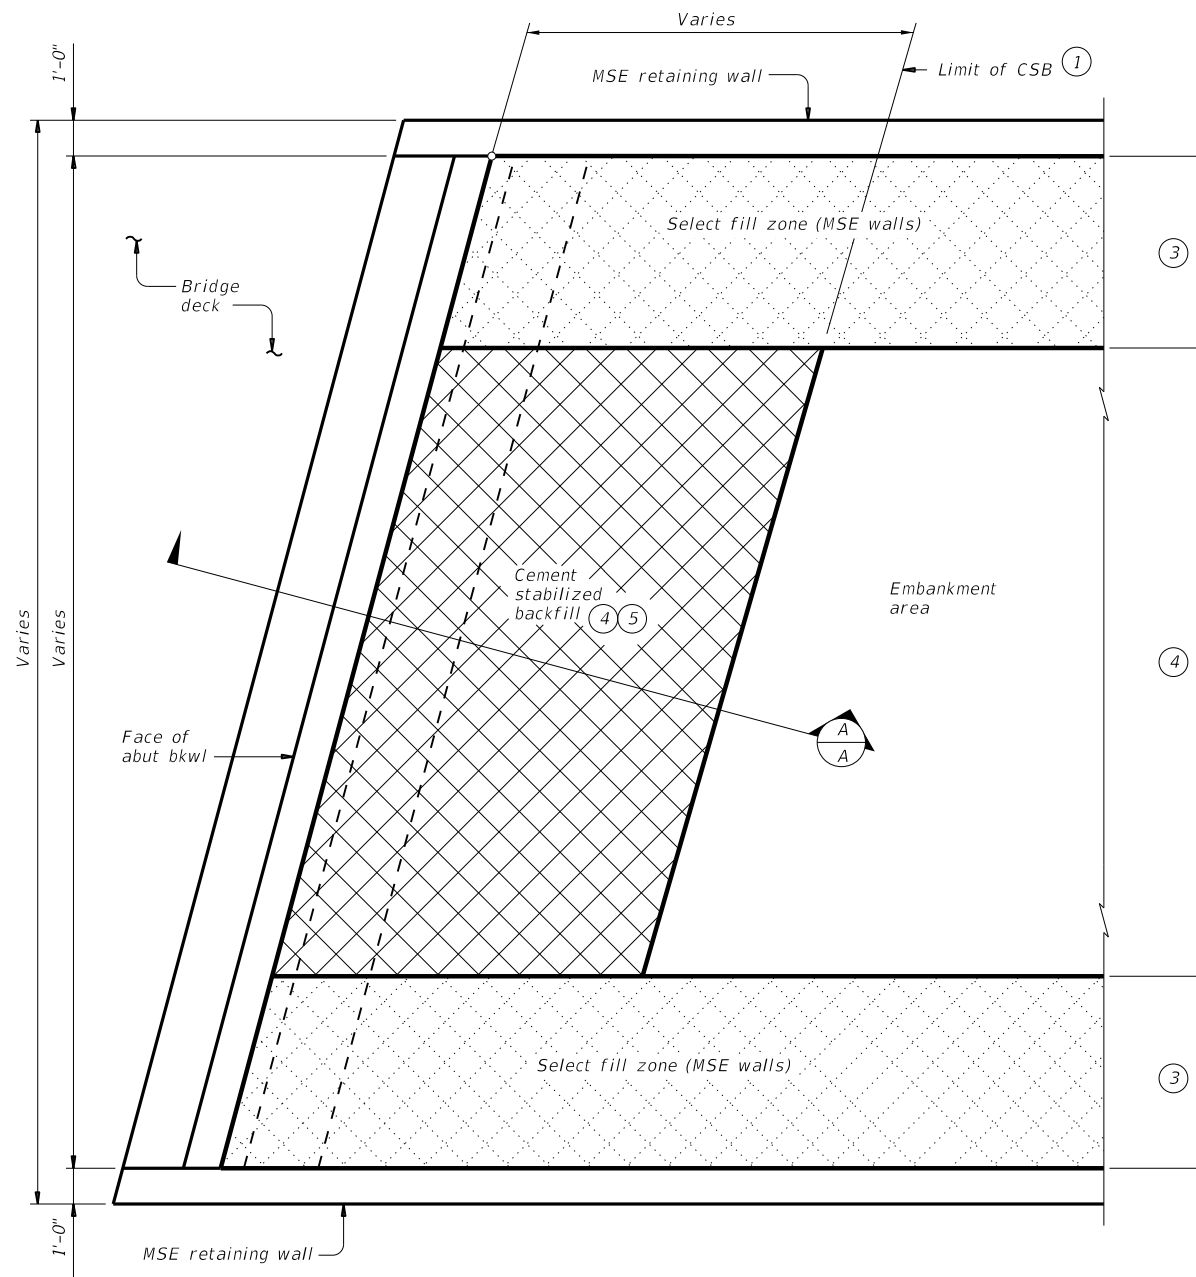 Varies
1'-0"
MSE retaining wall
Limit of CSB 1
Select fill zone (MSE walls)
3
Bridge
deck
Cement
stabilized
backfill 4 5
Embankment
area
Varies
Varies
4
A
A
Face of
abut bkwl
Select fill zone (MSE walls)
3
1'-0"
MSE retaining wall